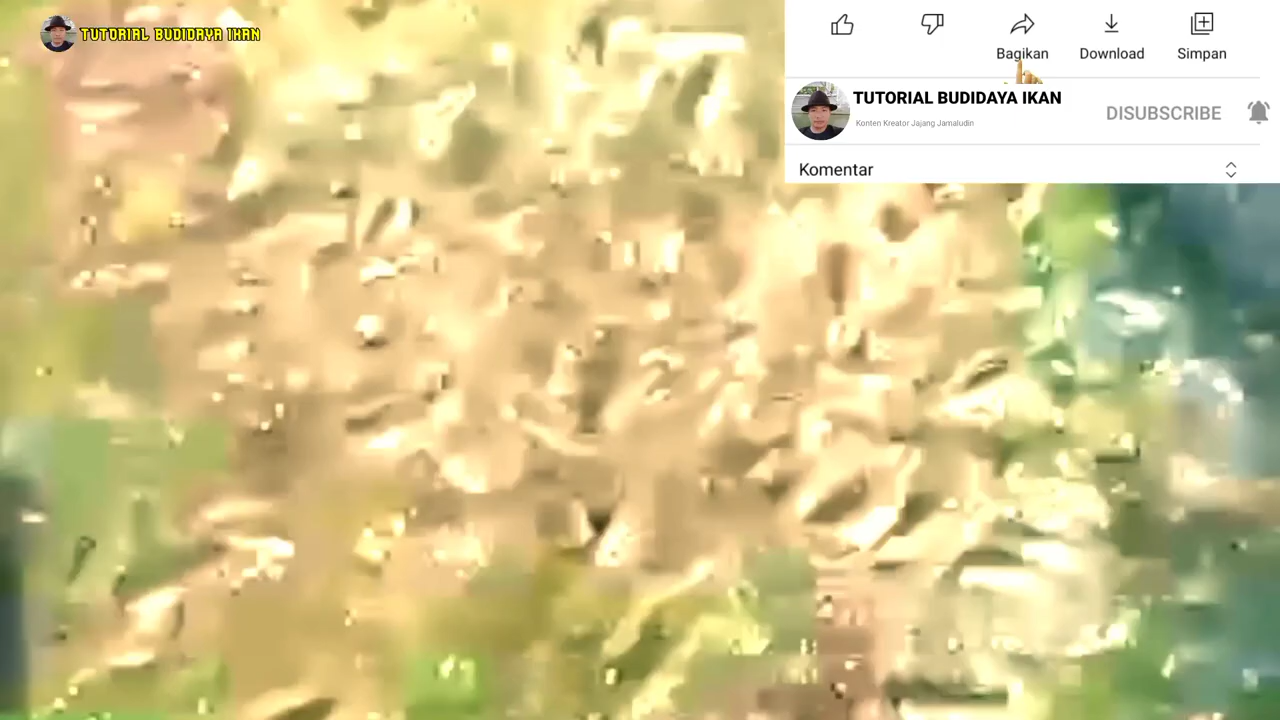 TUTORIAL BUDIDAYA IKAN
Bagikan
Download
Simpan
TUTORIAL BUDIDAYA IKAN
Konten Kreator Jajang Jamaludin
DISUBSCRIBE
Komentar